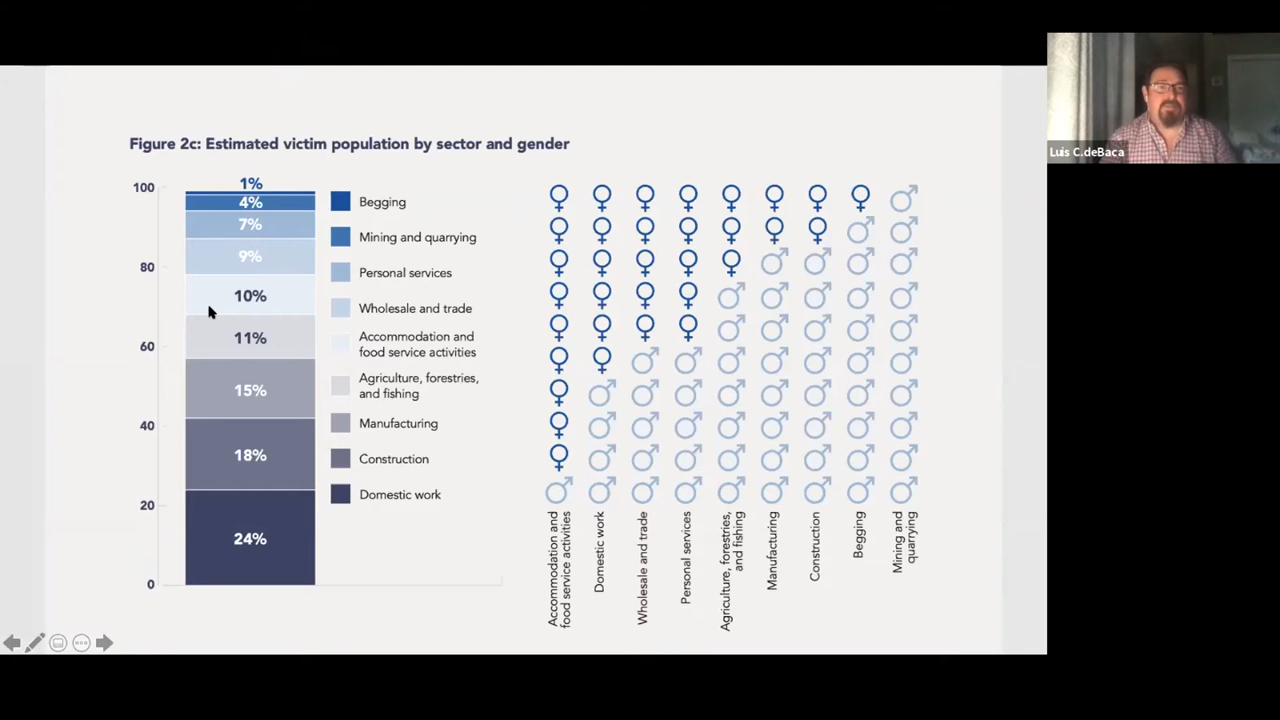 Luis C.deBaca
Figure 2c: Estimated victim population by sector and gender
100
80
60
40
20
0
1%
4%
7%
9%
10%
11%
15%
18%
24%
Begging
Mining and quarrying
Personal services
Wholesale and trade
Accommodation and
food service activities
Agriculture, forestries,
and fishing
Manufacturing
Construction
Domestic work
Accommodation and
food service activities
Domestic work
Wholesale and trade
Personal services
Agriculture, forestries,
and fishing
Manufacturing
Construction
Begging
Mining and
quarrying